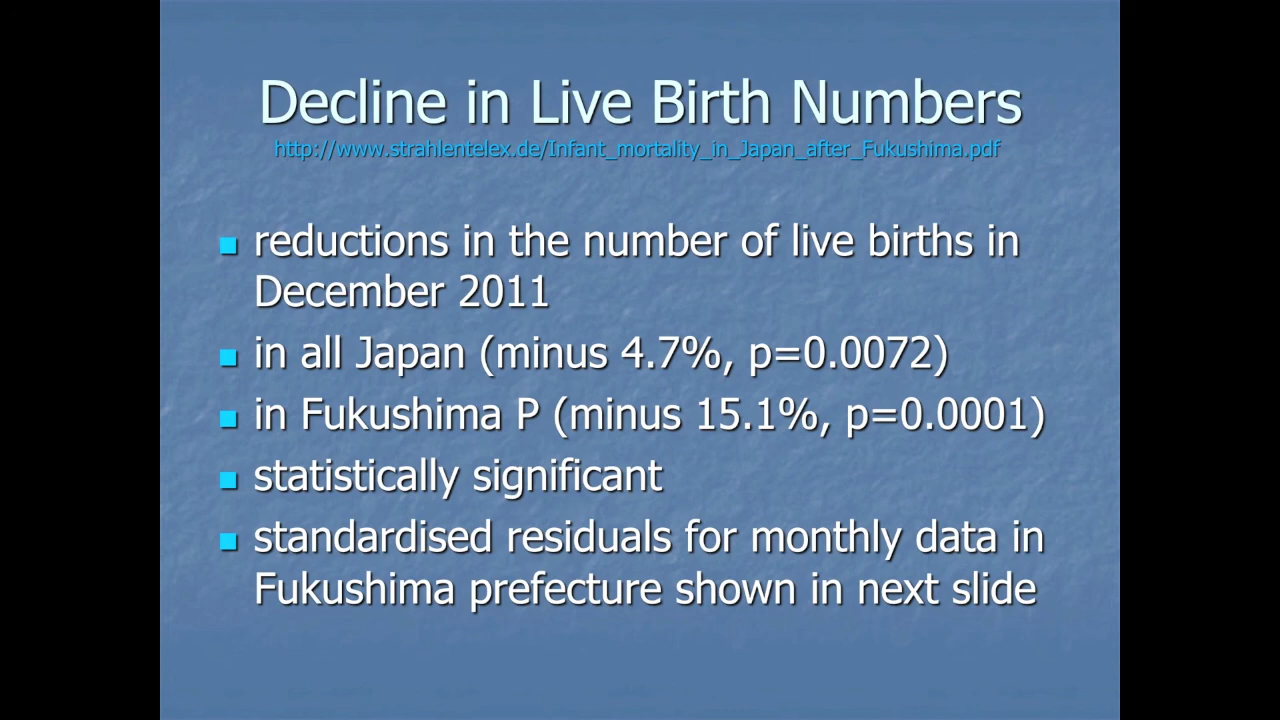 Decline in Live Birth Numbers
http://www.strahlentelex.de/Infant_mortality_in_Japan_after_Fukushima.pdf
reductions in the number of live births in
December 2011
in all Japan (minus 4.7%, p=0.0072)
in Fukushima P (minus 15.1%, p=0.0001)
statistically significant
standardised residuals for monthly data in
Fukushima prefecture shown in next slide